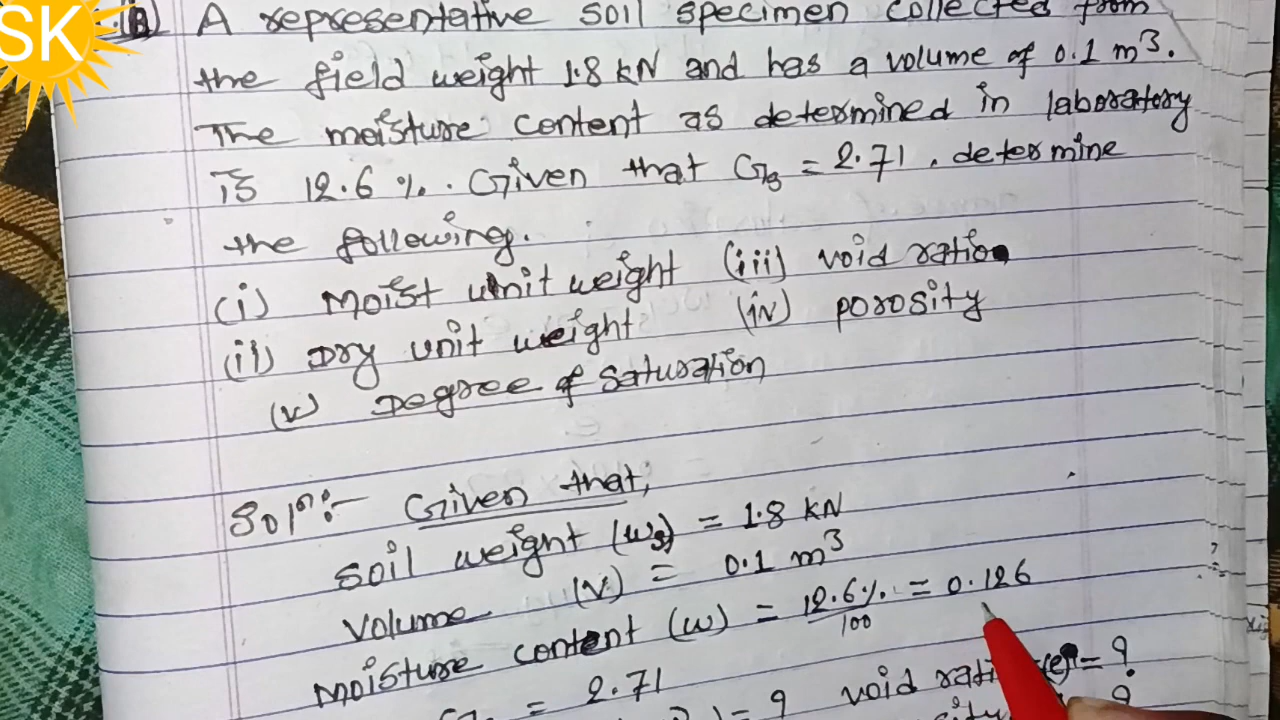 SK
(B) A representative soil specimen collected from
the field weight 1.8 kN and has a volume of 0.1 m³.
The moisture content as determined in laboratory
is 12.6 %. Given that Gs = 2.71. determine
the following.
(i) Moist unit weight (iii) void ration
(ii) Dry unit weight (iv) porosity
(v) Degree of saturation
Solⁿ:- Given that,
soil weight (ws) = 1.8 kN
Volume (V) = 0.1 m³
Moisture content (w) = 12.6%/100 = 0.126
= 2.71
= ? void (e) = ?
?